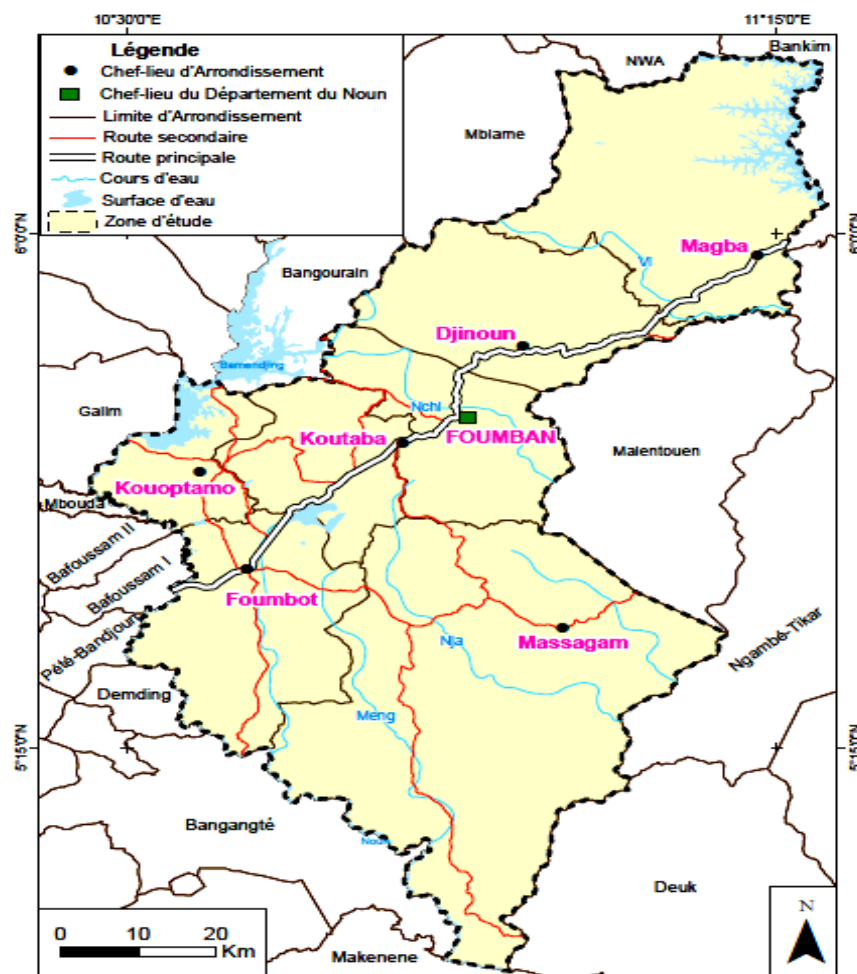 10°30'0"E
11°15'0"E
Légende
Chef-lieu d'Arrondissement
Chef-lieu du Département du Noun
Limite d'Arrondissement
Route secondaire
Route principale
Cours d'eau
Surface d'eau
Zone d'étude
NWA
Bankim
Mblame
6°0'0"N
6°0'0"N
Magba
Vi
Bangourain
Djinoun
Bamendjing
Galim
Nchi
Koutaba
FOUMBAN
Malentouen
Kouoptamo
Mbouda
Bafoussam II
Bafoussam I
Foumbot
Pété-Bandjoun
Massagam
Nja
Ngambé-Tikar
Demding
Meng
5°15'0"N
5°15'0"N
Bangangté
Noun
Deuk
N
0 10 20
Km
Makenene